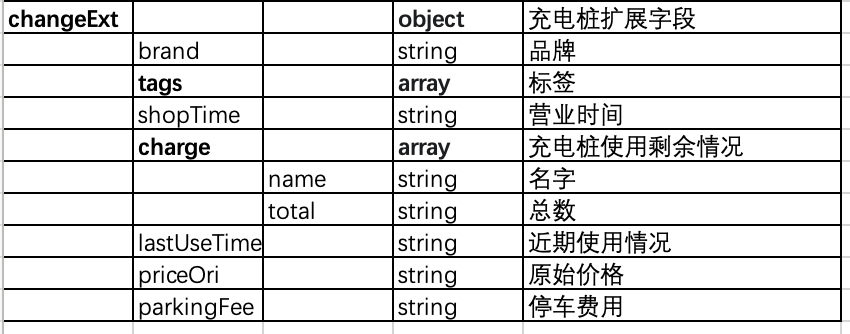 changeExt object 充电桩扩展字段
brand string 品牌
tags array 标签
shopTime string 营业时间
charge array 充电桩使用剩余情况
name string 名字
total string 总数
lastUseTime string 近期使用情况
priceOri string 原始价格
parkingFee string 停车费用